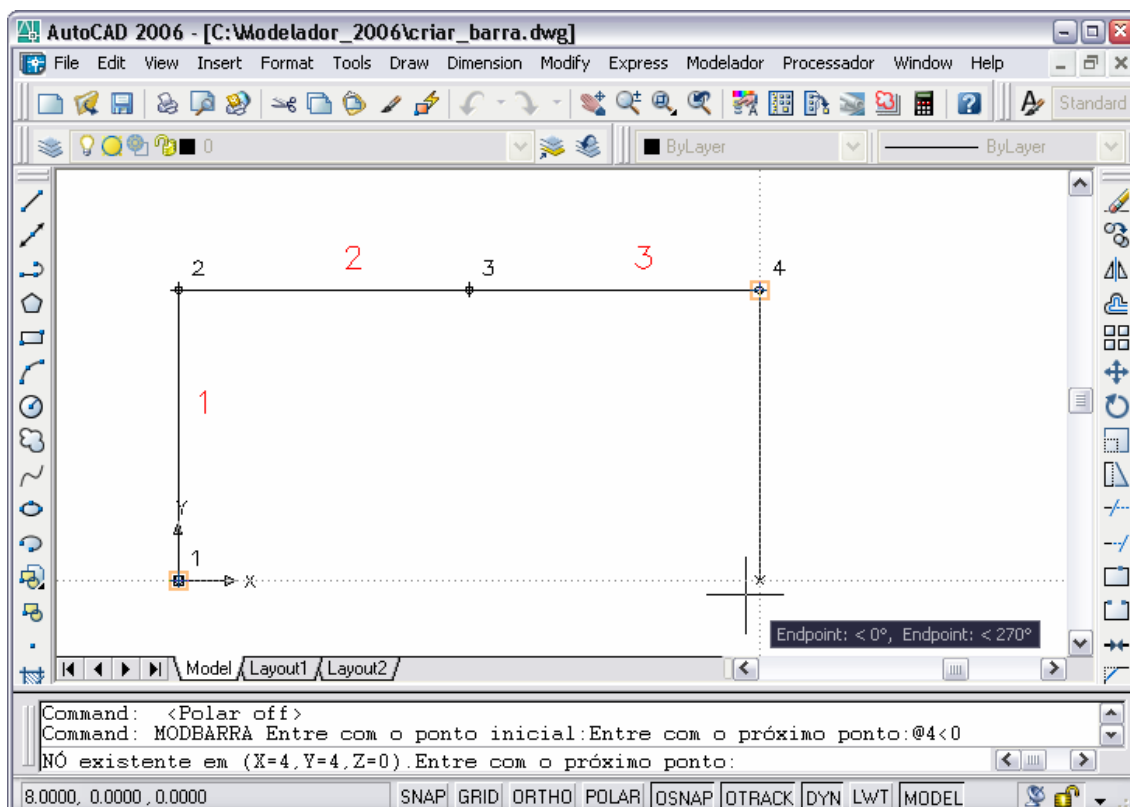 AutoCAD 2006 - [C:\Modelador_2006\criar_barra.dwg]
File Edit View Insert Format Tools Draw Dimension Modify Express Modelador Processador Window Help
Standard
0 ByLayer ByLayer
2 2 3 3 4
1
Y
1
X
Endpoint: < 0°, Endpoint: < 270°
Model Layout1 Layout2
Command: <Polar off>
Command: MODBARRA Entre com o ponto inicial:Entre com o próximo ponto:@4<0
NÓ existente em (X=4,Y=4,Z=0).Entre com o próximo ponto:
8.0000, 0.0000 , 0.0000 SNAP GRID ORTHO POLAR OSNAP OTRACK DYN LWT MODEL